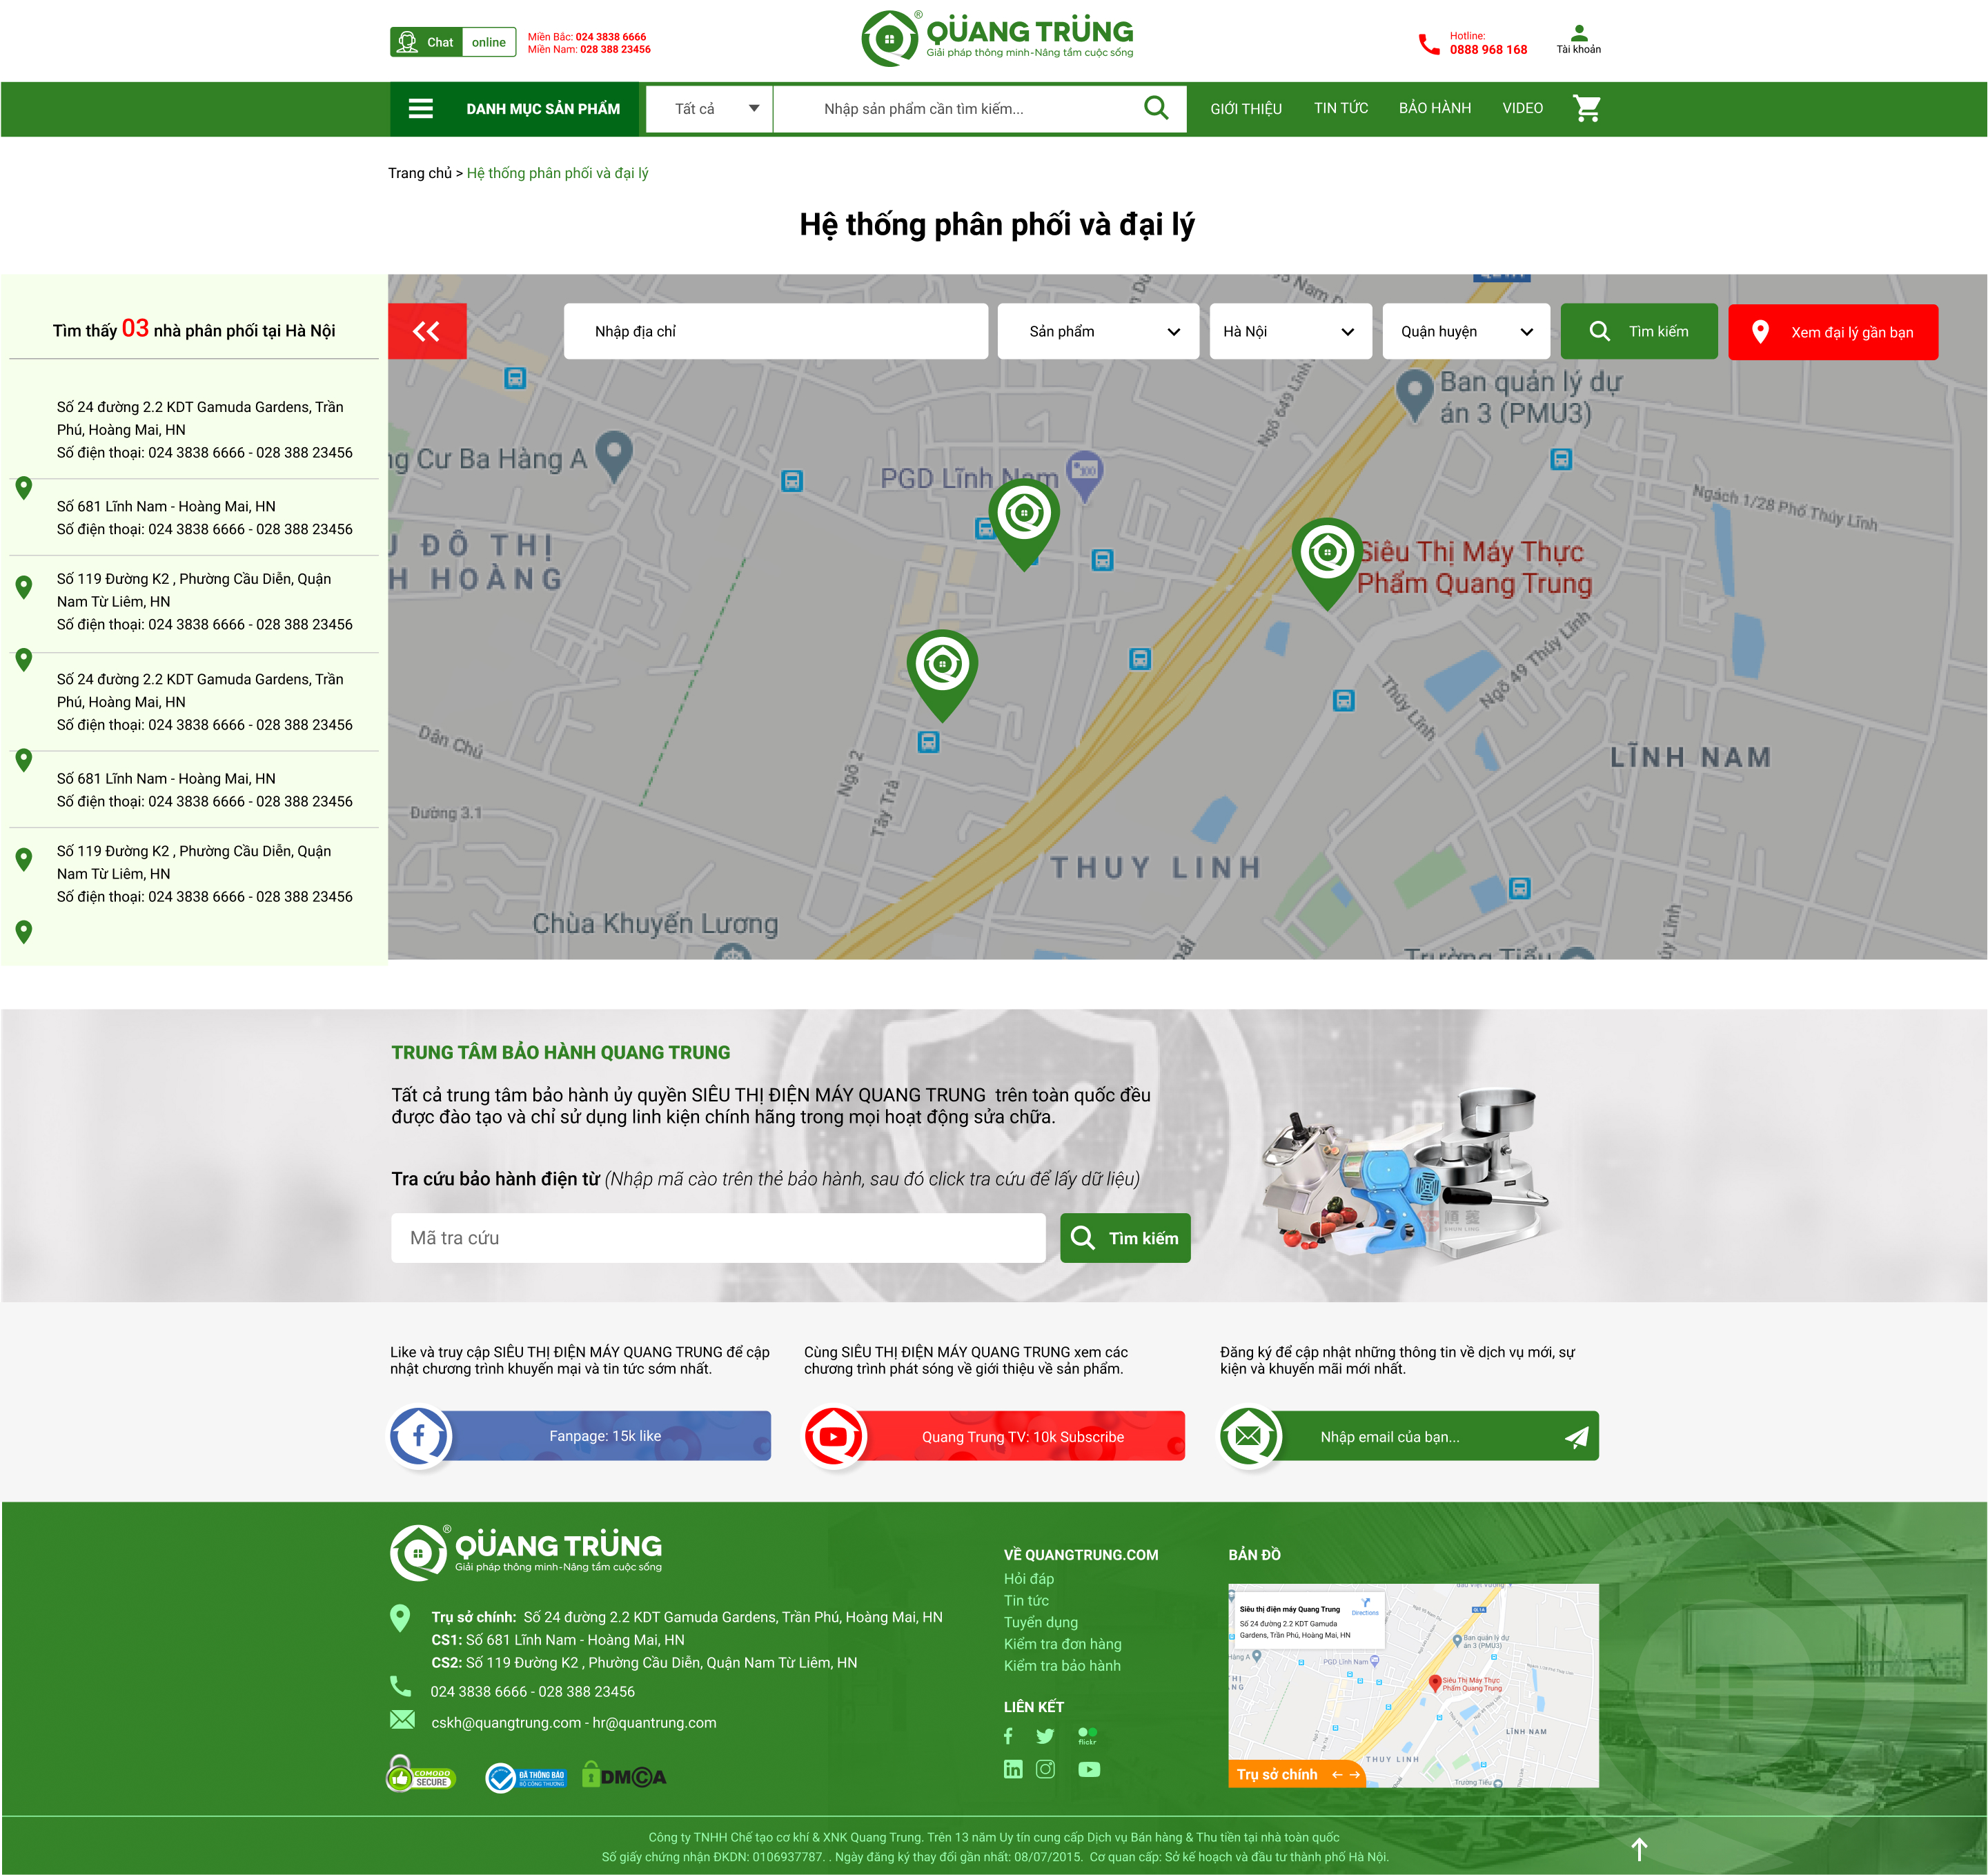 Chat online
Miền Bắc: 024 3838 6666
Miền Nam: 028 388 23456
QUANG TRUNG
Giải pháp thông minh-Nâng tầm cuộc sống
Hotline:
0888 968 168
Tài khoản
DANH MỤC SẢN PHẨM
Tất cả
Nhập sản phẩm cần tìm kiếm...
GIỚI THIỆU
TIN TỨC
BẢO HÀNH
VIDEO
Trang chủ > Hệ thống phân phối và đại lý
Hệ thống phân phối và đại lý
Tìm thấy 03 nhà phân phối tại Hà Nội
Số 24 đường 2.2 KDT Gamuda Gardens, Trần
Phú, Hoàng Mai, HN
Số điện thoại: 024 3838 6666 - 028 388 23456
Số 681 Lĩnh Nam - Hoàng Mai, HN
Số điện thoại: 024 3838 6666 - 028 388 23456
Số 119 Đường K2 , Phường Cầu Diễn, Quận
Nam Từ Liêm, HN
Số điện thoại: 024 3838 6666 - 028 388 23456
Số 24 đường 2.2 KDT Gamuda Gardens, Trần
Phú, Hoàng Mai, HN
Số điện thoại: 024 3838 6666 - 028 388 23456
Số 681 Lĩnh Nam - Hoàng Mai, HN
Số điện thoại: 024 3838 6666 - 028 388 23456
Số 119 Đường K2 , Phường Cầu Diễn, Quận
Nam Từ Liêm, HN
Số điện thoại: 024 3838 6666 - 028 388 23456
Nhập địa chỉ
Sản phẩm
Hà Nội
Quận huyện
Tìm kiếm
Xem đại lý gần bạn
Ban quản lý dự
án 3 (PMU3)
Ngõ 649 Lĩnh
Cư Ba Hàng A
PGD Lĩnh Nam
Ngách 1/28 Phố Thúy Lĩnh
ĐÔ THỊ
HOÀNG
Siêu Thị Máy Thực
Phẩm Quang Trung
Ngõ 49 Thúy Lĩnh
Thúy Lĩnh
Dân Chủ
Ngõ 2
Tây Trà
LĨNH NAM
Đường 3.1
THUY LINH
Chùa Khuyến Lương
Trường Tiểu
TRUNG TÂM BẢO HÀNH QUANG TRUNG
Tất cả trung tâm bảo hành ủy quyền SIÊU THỊ ĐIỆN MÁY QUANG TRUNG trên toàn quốc đều
được đào tạo và chỉ sử dụng linh kiện chính hãng trong mọi hoạt động sửa chữa.
Tra cứu bảo hành điện từ (Nhập mã cào trên thẻ bảo hành, sau đó click tra cứu để lấy dữ liệu)
Mã tra cứu
Tìm kiếm
SHUN LING
Like và truy cập SIÊU THỊ ĐIỆN MÁY QUANG TRUNG để cập
nhật chương trình khuyến mại và tin tức sớm nhất.
Cùng SIÊU THỊ ĐIỆN MÁY QUANG TRUNG xem các
chương trình phát sóng về giới thiệu về sản phẩm.
Đăng ký để cập nhật những thông tin về dịch vụ mới, sự
kiện và khuyến mãi mới nhất.
Fanpage: 15k like
Quang Trung TV: 10k Subscribe
Nhập email của bạn...
QUANG TRUNG
Giải pháp thông minh-Nâng tầm cuộc sống
Trụ sở chính: Số 24 đường 2.2 KDT Gamuda Gardens, Trần Phú, Hoàng Mai, HN
CS1: Số 681 Lĩnh Nam - Hoàng Mai, HN
CS2: Số 119 Đường K2 , Phường Cầu Diễn, Quận Nam Từ Liêm, HN
024 3838 6666 - 028 388 23456
cskh@quangtrung.com - hr@quantrung.com
COMODO
SECURE
ĐÃ THÔNG BÁO
BỘ CÔNG THƯƠNG
DMCA
VỀ QUANGTRUNG.COM
Hỏi đáp
Tin tức
Tuyển dụng
Kiểm tra đơn hàng
Kiểm tra bảo hành
LIÊN KẾT
flickr
BẢN ĐỒ
Siêu thị điện máy Quang Trung
Số 24 đường 2.2 KDT Gamuda
Gardens, Trần Phú, Hoàng Mai, HN
Directions
QL1A
Ban quản lý dự
án 3 (PMU3)
Hàng A
PGD Lĩnh Nam
Siêu Thị Máy Thực
Phẩm Quang Trung
LĨNH NAM
THUY LINH
Trường Tiểu
Trụ sở chính
Công ty TNHH Chế tạo cơ khí & XNK Quang Trung. Trên 13 năm Uy tín cung cấp Dịch vụ Bán hàng & Thu tiền tại nhà toàn quốc
Số giấy chứng nhận ĐKDN: 0106937787. . Ngày đăng ký thay đổi gần nhất: 08/07/2015. Cơ quan cấp: Sở kế hoạch và đầu tư thành phố Hà Nội.